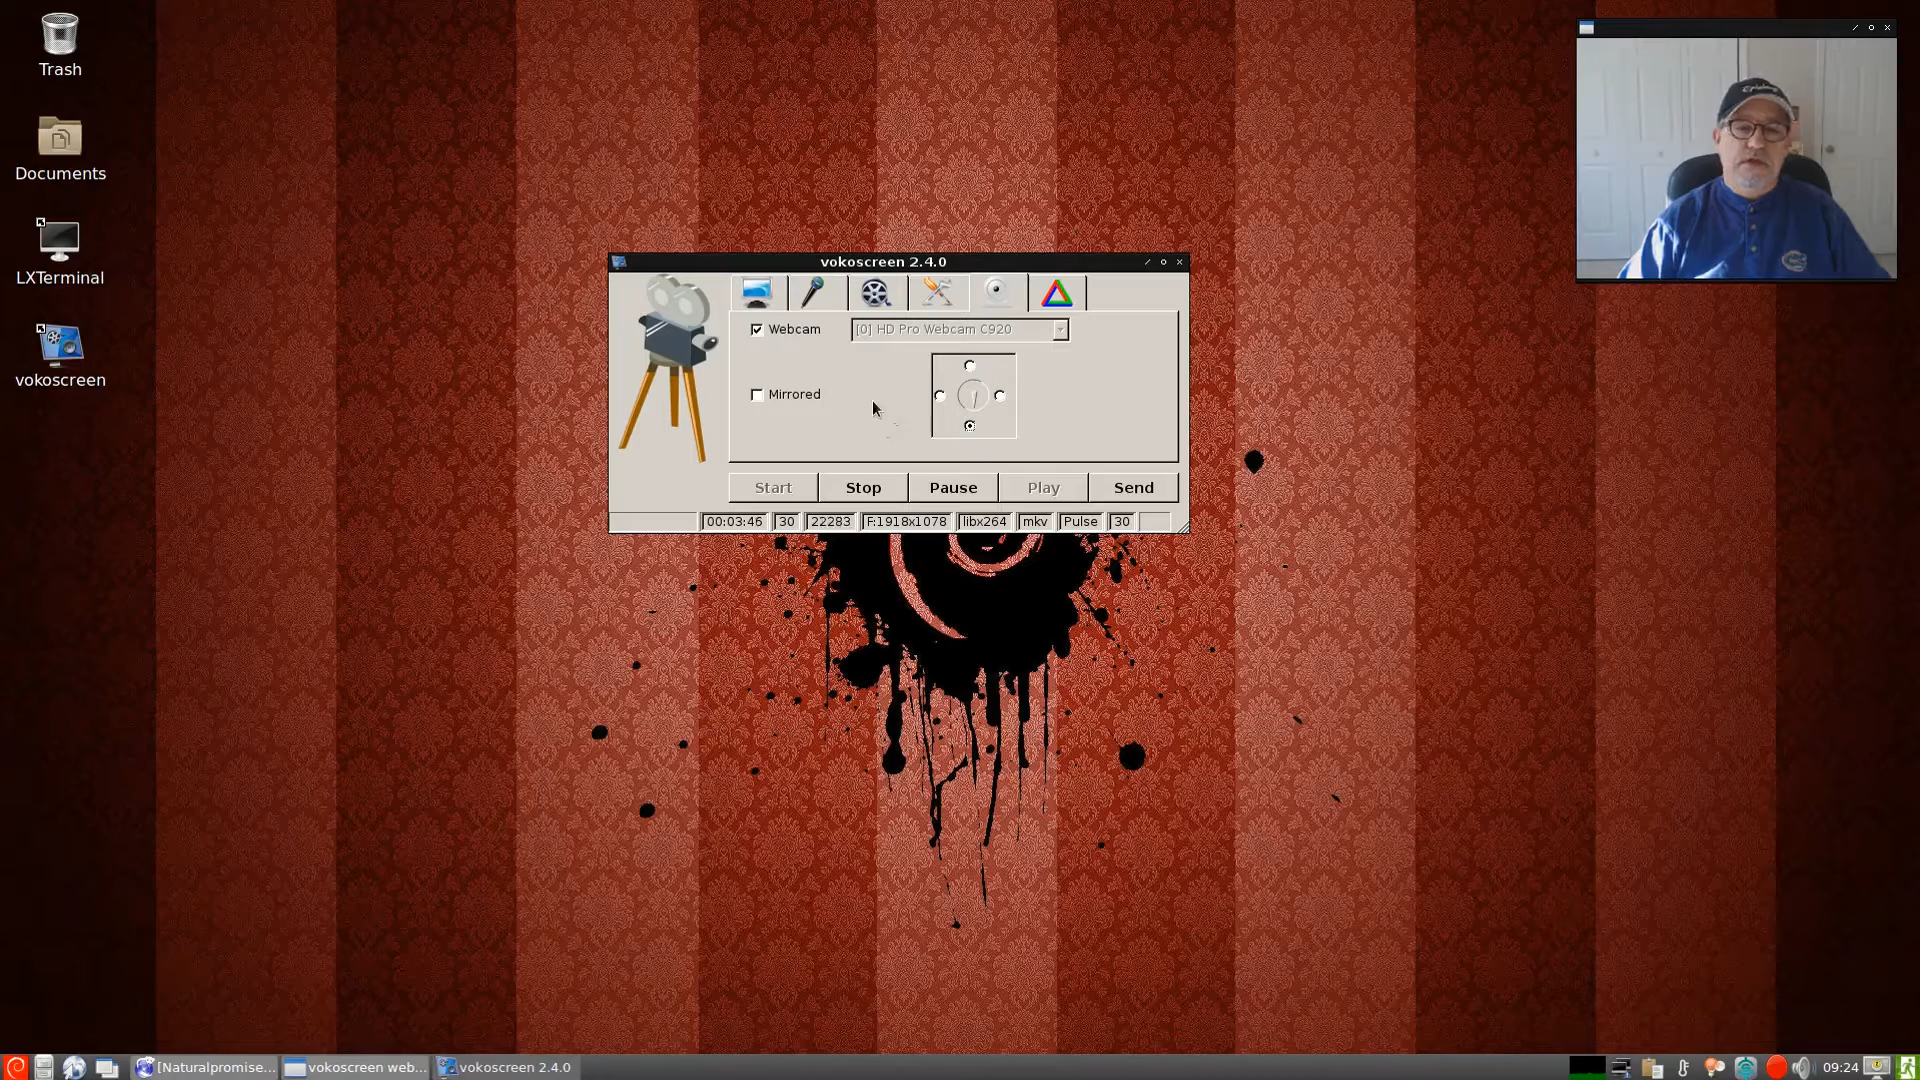 Trash
Documents
LXTerminal
vokoscreen
vokoscreen 2.4.0
Webcam
[0] HD Pro Webcam C920
Mirrored
Start
Stop
Pause
Play
Send
00:03:46
30
22283
F:1918x1078
libx264
mkv
Pulse
30
[Naturalpromise...
vokoscreen web...
vokoscreen 2.4.0
09:24